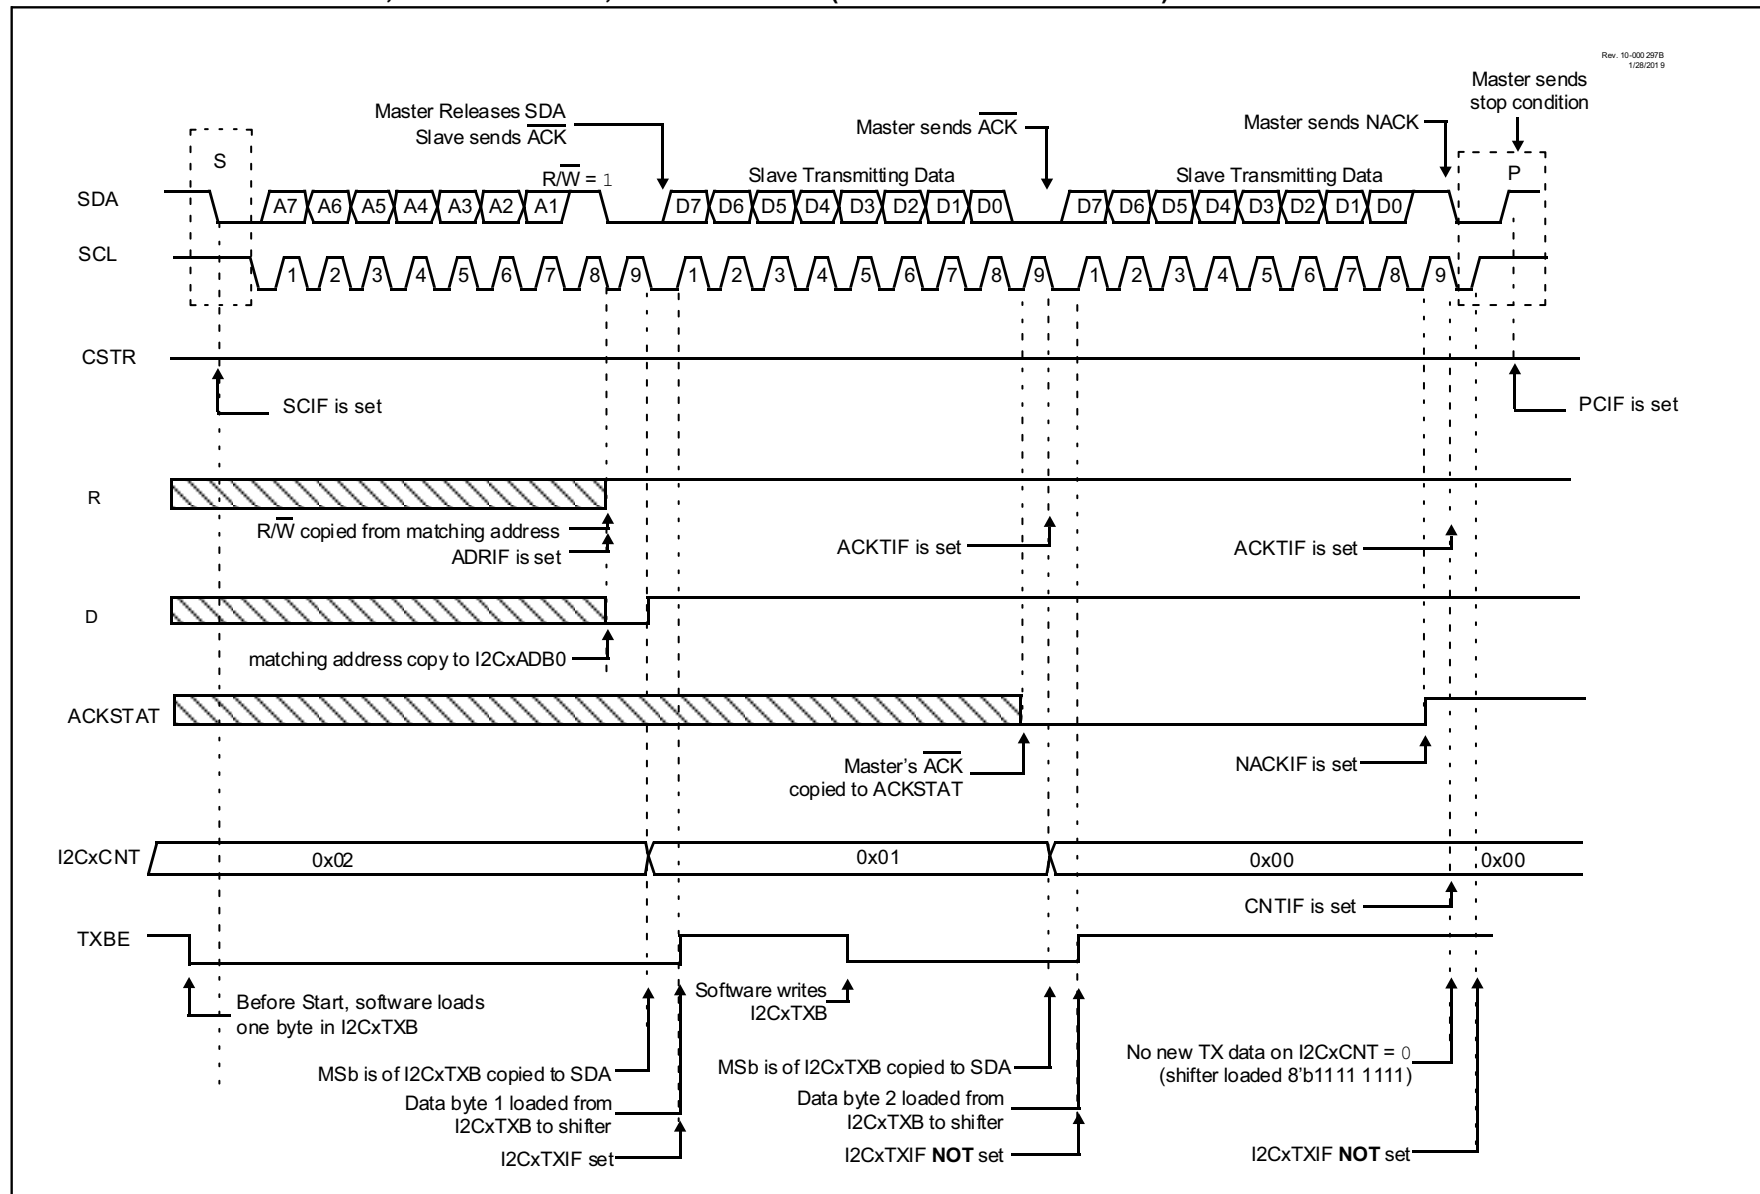 Rev. 10-000 297B
1/28/201 9
Master sends
stop condition
Master Releases SDA
Slave sends ACK
Master sends ACK
Master sends NACK
S
R/W = 1
Slave Transmitting Data
Slave Transmitting Data
P
SDA
A7 A6 A5 A4 A3 A2 A1
D7 D6 D5 D4 D3 D2 D1 D0
D7 D6 D5 D4 D3 D2 D1 D0
SCL
1 2 3 4 5 6 7 8 9
1 2 3 4 5 6 7 8 9
1 2 3 4 5 6 7 8 9
CSTR
SCIF is set
PCIF is set
R
R/W copied from matching address
ADRIF is set
ACKTIF is set
ACKTIF is set
D
matching address copy to I2CxADB0
ACKSTAT
Master's ACK
copied to ACKSTAT
NACKIF is set
I2CxCNT
0x02
0x01
0x00
0x00
CNTIF is set
TXBE
Before Start, software loads
one byte in I2CxTXB
Software writes
I2CxTXB
MSb is of I2CxTXB copied to SDA
Data byte 1 loaded from
I2CxTXB to shifter
I2CxTXIF set
MSb is of I2CxTXB copied to SDA
Data byte 2 loaded from
I2CxTXB to shifter
I2CxTXIF NOT set
No new TX data on I2CxCNT = 0
(shifter loaded 8'b1111 1111)
I2CxTXIF NOT set